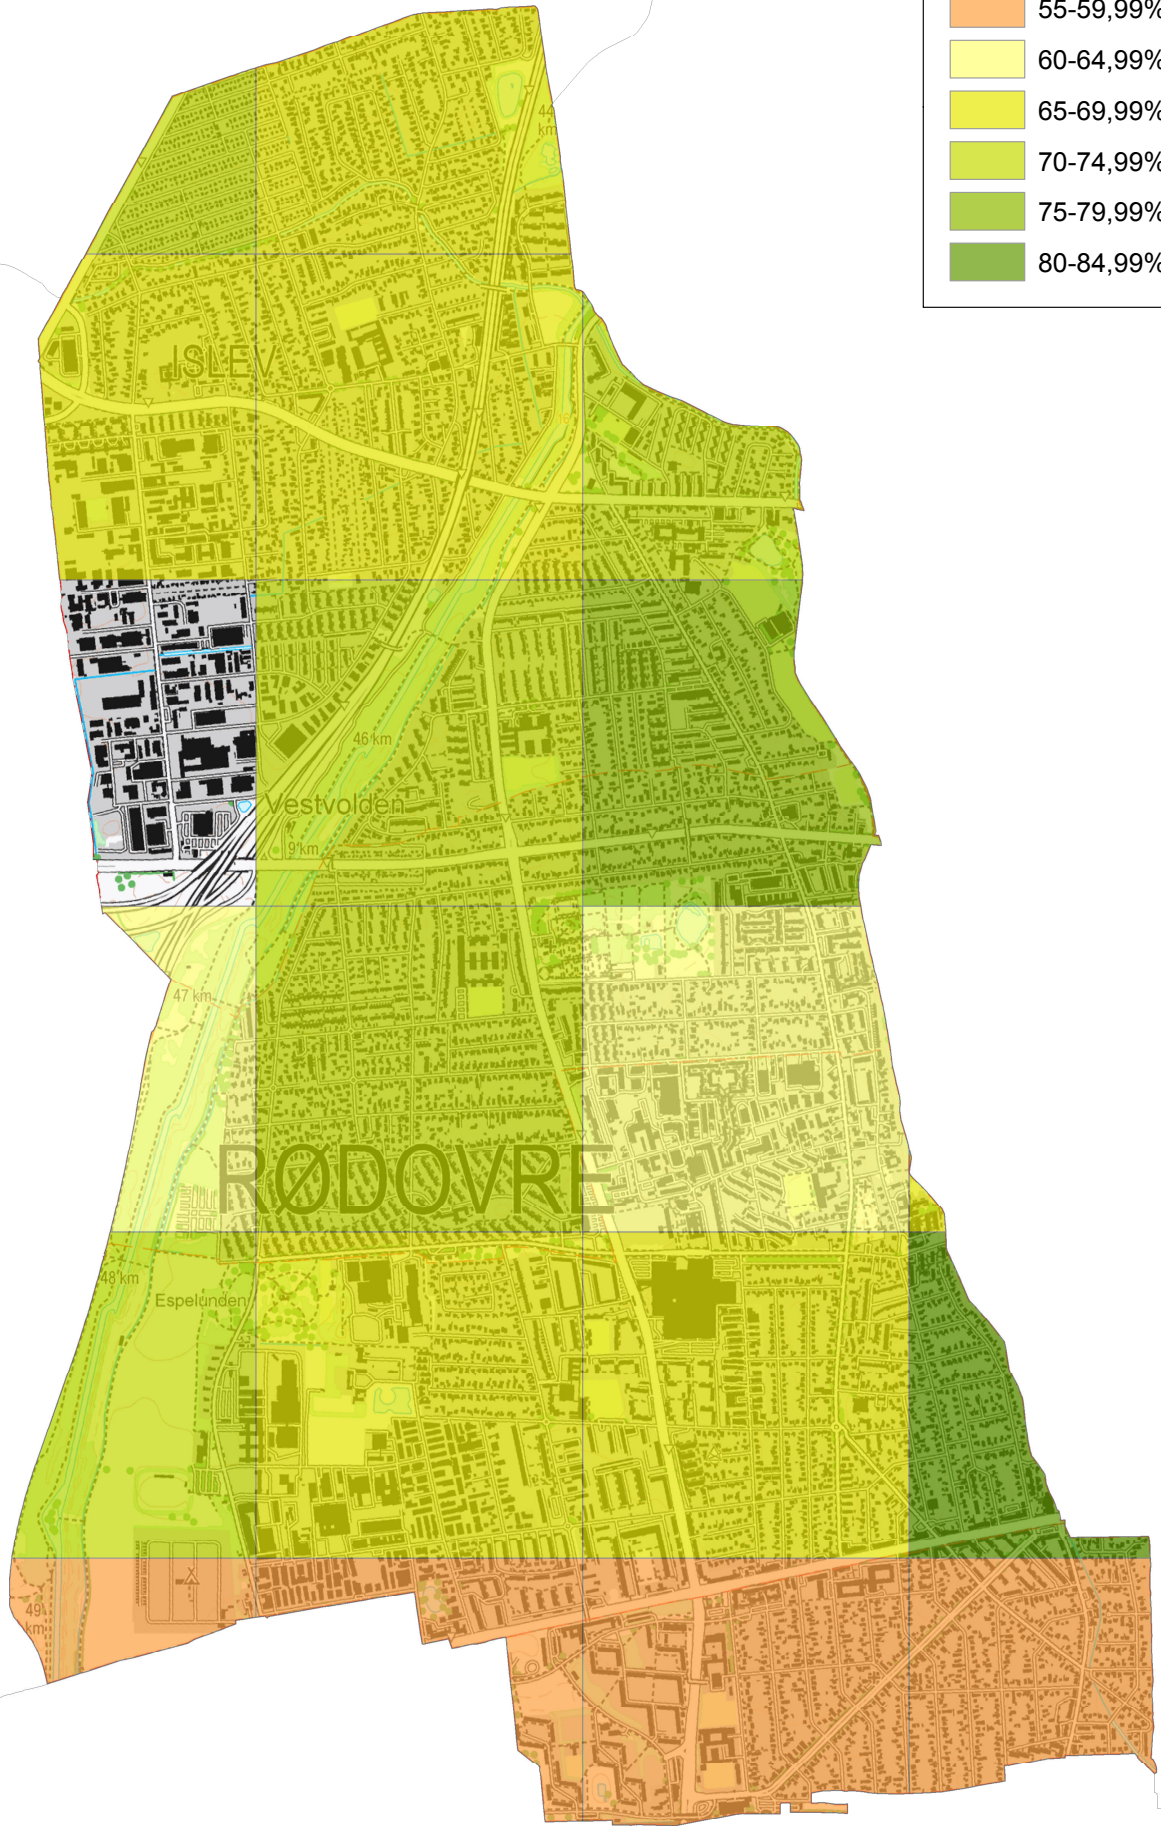 55-59,99%
60-64,99%
65-69,99%
70-74,99%
75-79,99%
80-84,99%
44
km
ISLEV
46 km
Vestvolden
9 km
47 km
RØDOVRE
48 km
Espelunden
49
km